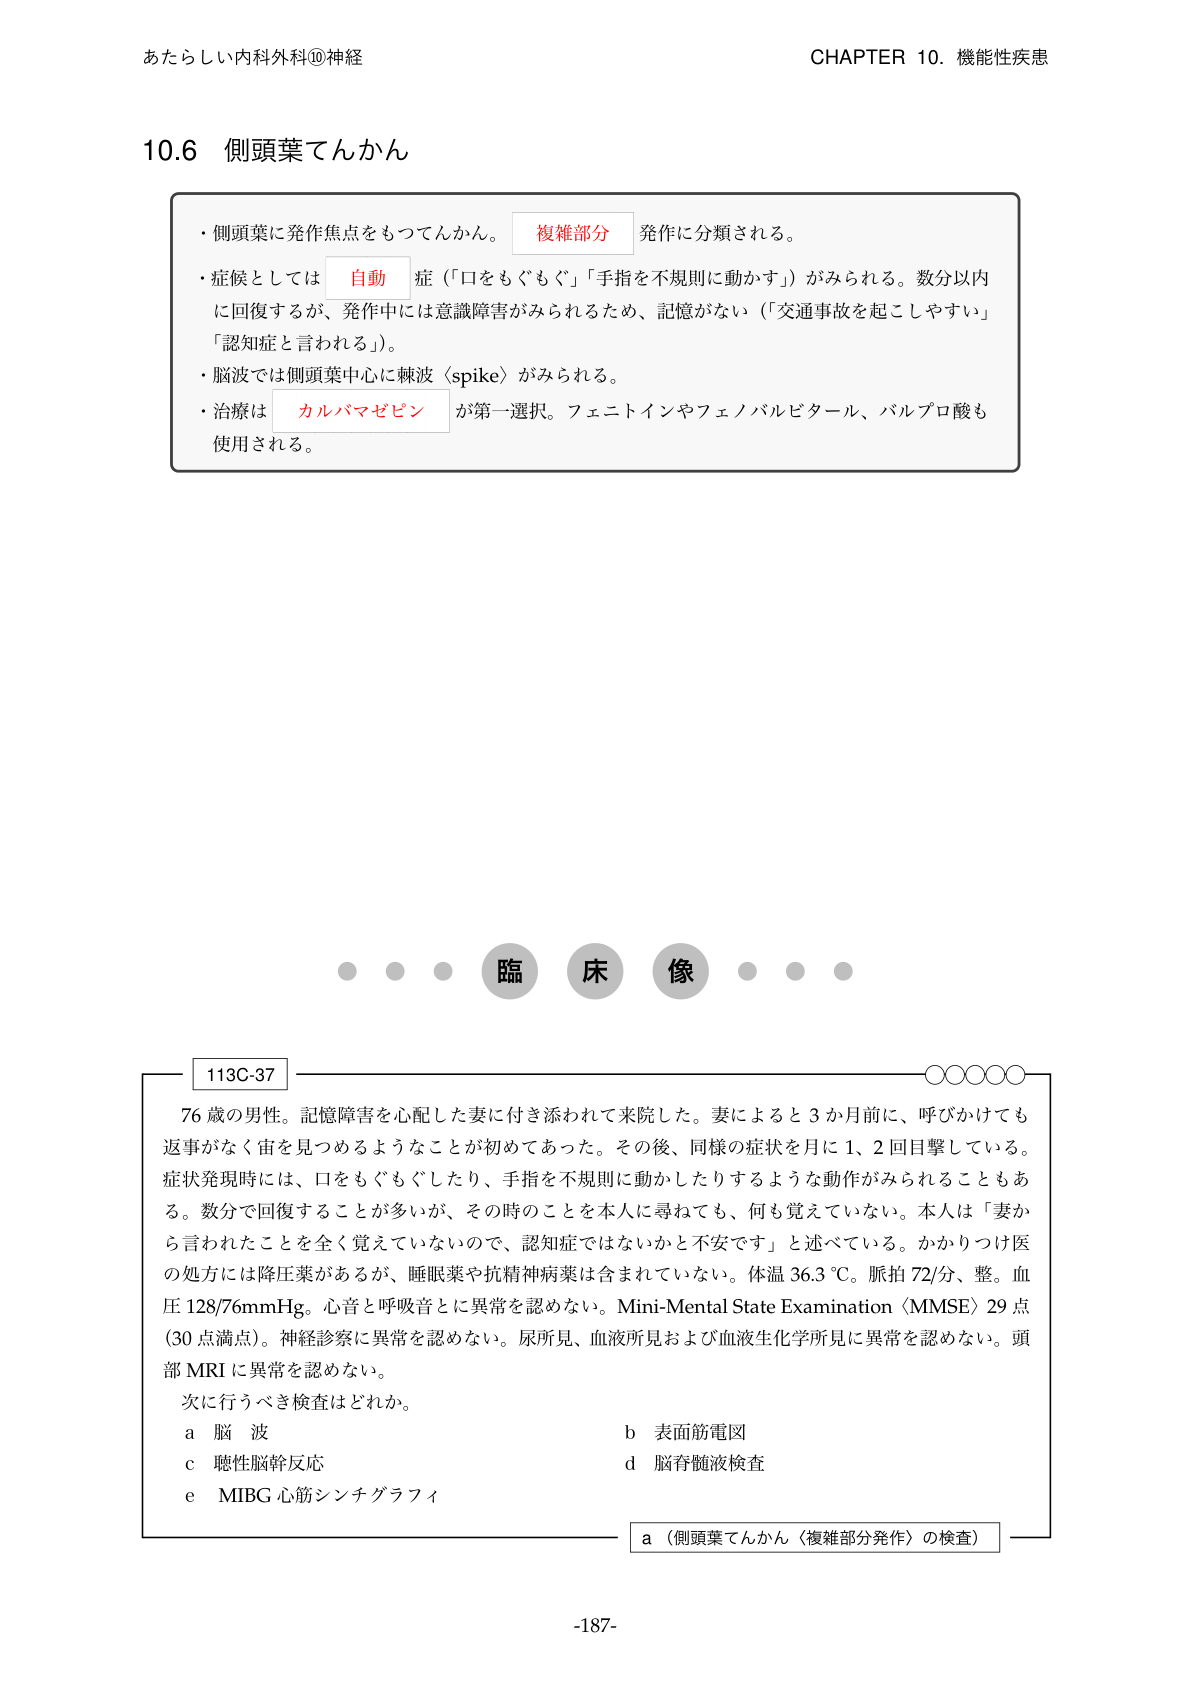 あたらしい内科外科⑩神経
CHAPTER 10. 機能性疾患
10.6 側頭葉てんかん
・側頭葉に発作焦点をもつてんかん。 複雑部分 発作に分類される。
・症候としては 自動 症（「口をもぐもぐ」「手指を不規則に動かす」）がみられる。数分以内
に回復するが、発作中には意識障害がみられるため、記憶がない（「交通事故を起こしやすい」
「認知症と言われる」）。
・脳波では側頭葉中心に棘波〈spike〉がみられる。
・治療は カルバマゼピン が第一選択。フェニトインやフェノバルビタール、バルプロ酸も
使用される。
臨床像
113C-37
76 歳の男性。記憶障害を心配した妻に付き添われて来院した。妻によると 3 か月前に、呼びかけても
返事がなく宙を見つめるようなことが初めてあった。その後、同様の症状を月に 1、2 回目撃している。
症状発現時には、口をもぐもぐしたり、手指を不規則に動かしたりするような動作がみられることもあ
る。数分で回復することが多いが、その時のことを本人に尋ねても、何も覚えていない。本人は「妻か
ら言われたことを全く覚えていないので、認知症ではないかと不安です」と述べている。かかりつけ医
の処方には降圧薬があるが、睡眠薬や抗精神病薬は含まれていない。体温 36.3 ℃。脈拍 72/分、整。血
圧 128/76mmHg。心音と呼吸音とに異常を認めない。Mini-Mental State Examination〈MMSE〉29 点
（30 点満点）。神経診察に異常を認めない。尿所見、血液所見および血液生化学所見に異常を認めない。頭
部 MRI に異常を認めない。
次に行うべき検査はどれか。
a 脳 波
b 表面筋電図
c 聴性脳幹反応
d 脳脊髄液検査
e MIBG 心筋シンチグラフィ
a （側頭葉てんかん〈複雑部分発作〉の検査）
-187-